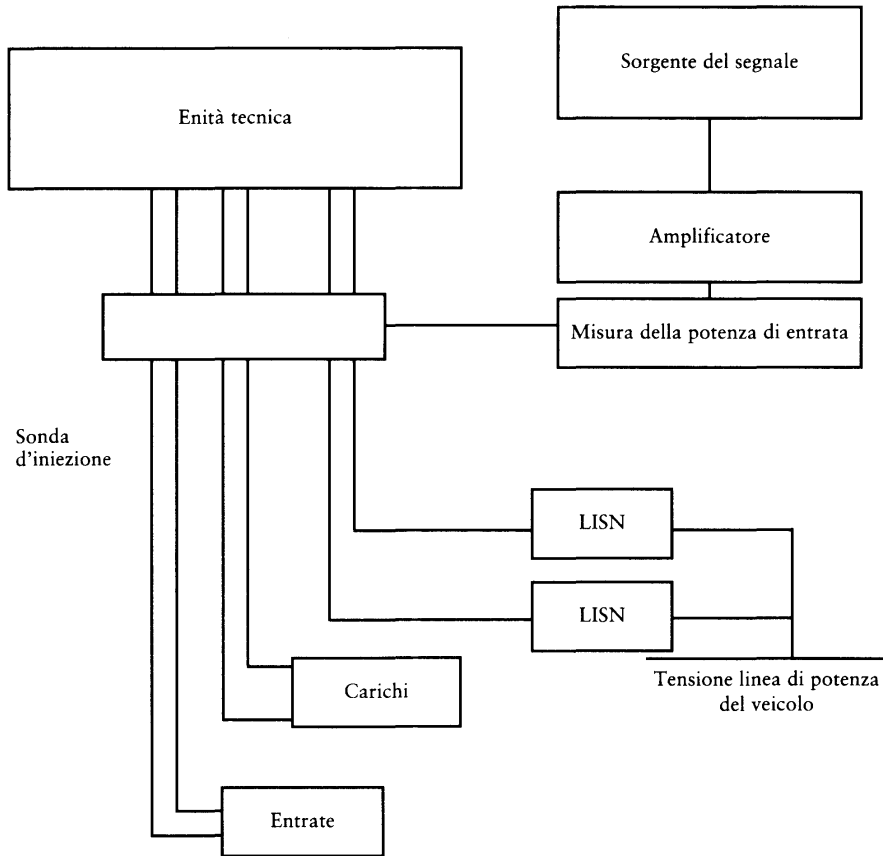 Sorgente del segnale
Enità tecnica
Amplificatore
Misura della potenza di entrata
Sonda
d'iniezione
LISN
LISN
Carichi
Tensione linea di potenza
del veicolo
Entrate